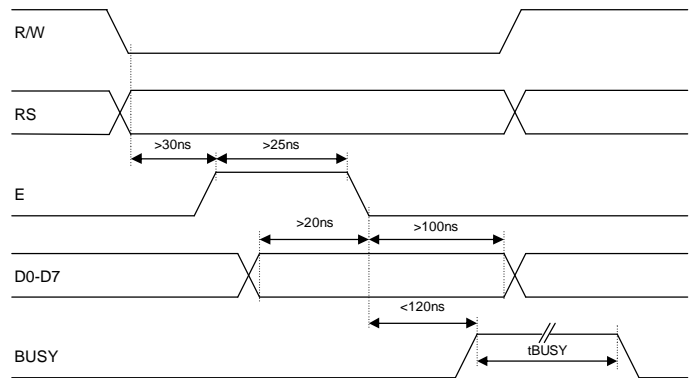 R/W
RS
>30ns >25ns
E
>20ns >100ns
D0-D7
<120ns
BUSY tBUSY